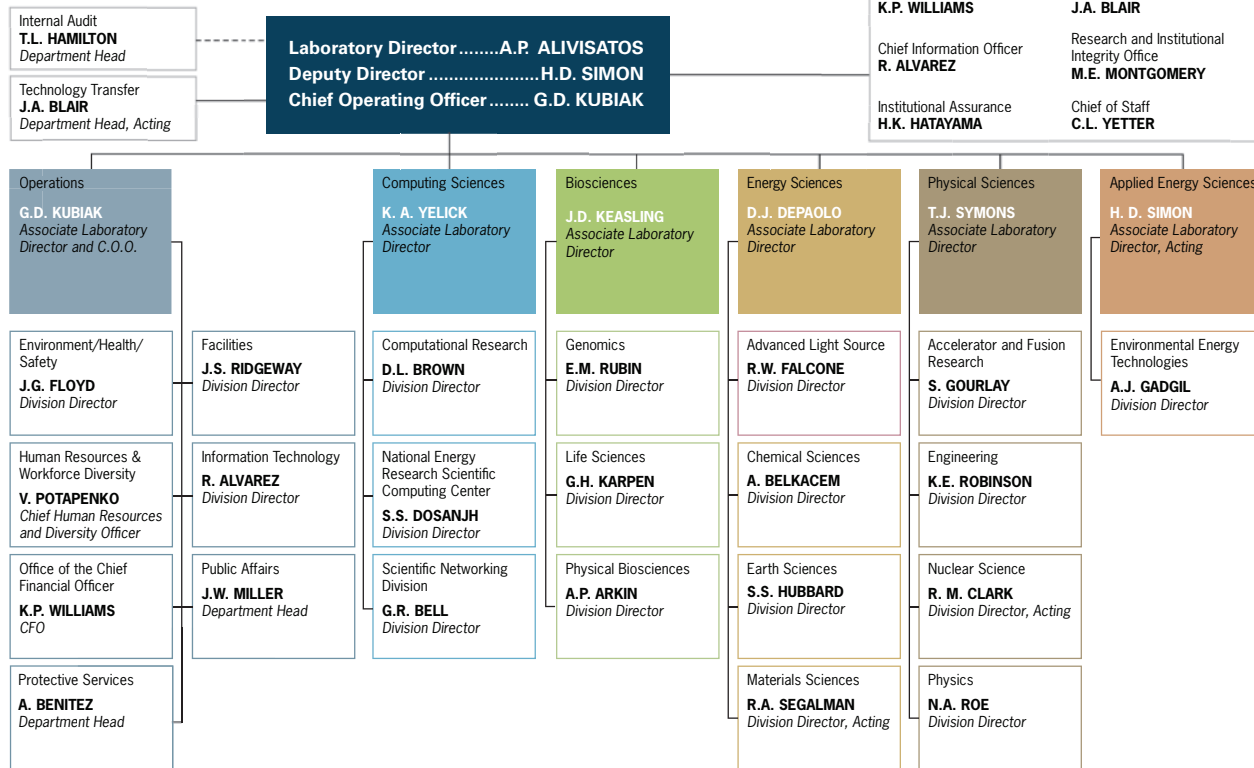 Internal Audit
T.L. HAMILTON
Department Head
Technology Transfer
J.A. BLAIR
Department Head, Acting
Laboratory Director ........A.P. ALIVISATOS
Deputy Director ......................H.D. SIMON
Chief Operating Officer ........ G.D. KUBIAK
K.P. WILLIAMS
J.A. BLAIR
Chief Information Officer
R. ALVAREZ
Research and Institutional
Integrity Office
M.E. MONTGOMERY
Institutional Assurance
H.K. HATAYAMA
Chief of Staff
C.L. YETTER
Operations
G.D. KUBIAK
Associate Laboratory
Director and C.O.O.
Computing Sciences
K. A. YELICK
Associate Laboratory
Director
Biosciences
J.D. KEASLING
Associate Laboratory
Director
Energy Sciences
D.J. DEPAOLO
Associate Laboratory
Director
Physical Sciences
T.J. SYMONS
Associate Laboratory
Director
Applied Energy Sciences
H. D. SIMON
Associate Laboratory
Director, Acting
Environment/Health/
Safety
J.G. FLOYD
Division Director
Facilities
J.S. RIDGEWAY
Division Director
Computational Research
D.L. BROWN
Division Director
Genomics
E.M. RUBIN
Division Director
Advanced Light Source
R.W. FALCONE
Division Director
Accelerator and Fusion
Research
S. GOURLAY
Division Director
Environmental Energy
Technologies
A.J. GADGIL
Division Director
Human Resources &
Workforce Diversity
V. POTAPENKO
Chief Human Resources
and Diversity Officer
Information Technology
R. ALVAREZ
Division Director
National Energy
Research Scientific
Computing Center
S.S. DOSANJH
Division Director
Life Sciences
G.H. KARPEN
Division Director
Chemical Sciences
A. BELKACEM
Division Director
Engineering
K.E. ROBINSON
Division Director
Office of the Chief
Financial Officer
K.P. WILLIAMS
CFO
Public Affairs
J.W. MILLER
Department Head
Scientific Networking
Division
G.R. BELL
Division Director
Physical Biosciences
A.P. ARKIN
Division Director
Earth Sciences
S.S. HUBBARD
Division Director
Nuclear Science
R. M. CLARK
Division Director, Acting
Protective Services
A. BENITEZ
Department Head
Materials Sciences
R.A. SEGALMAN
Division Director, Acting
Physics
N.A. ROE
Division Director